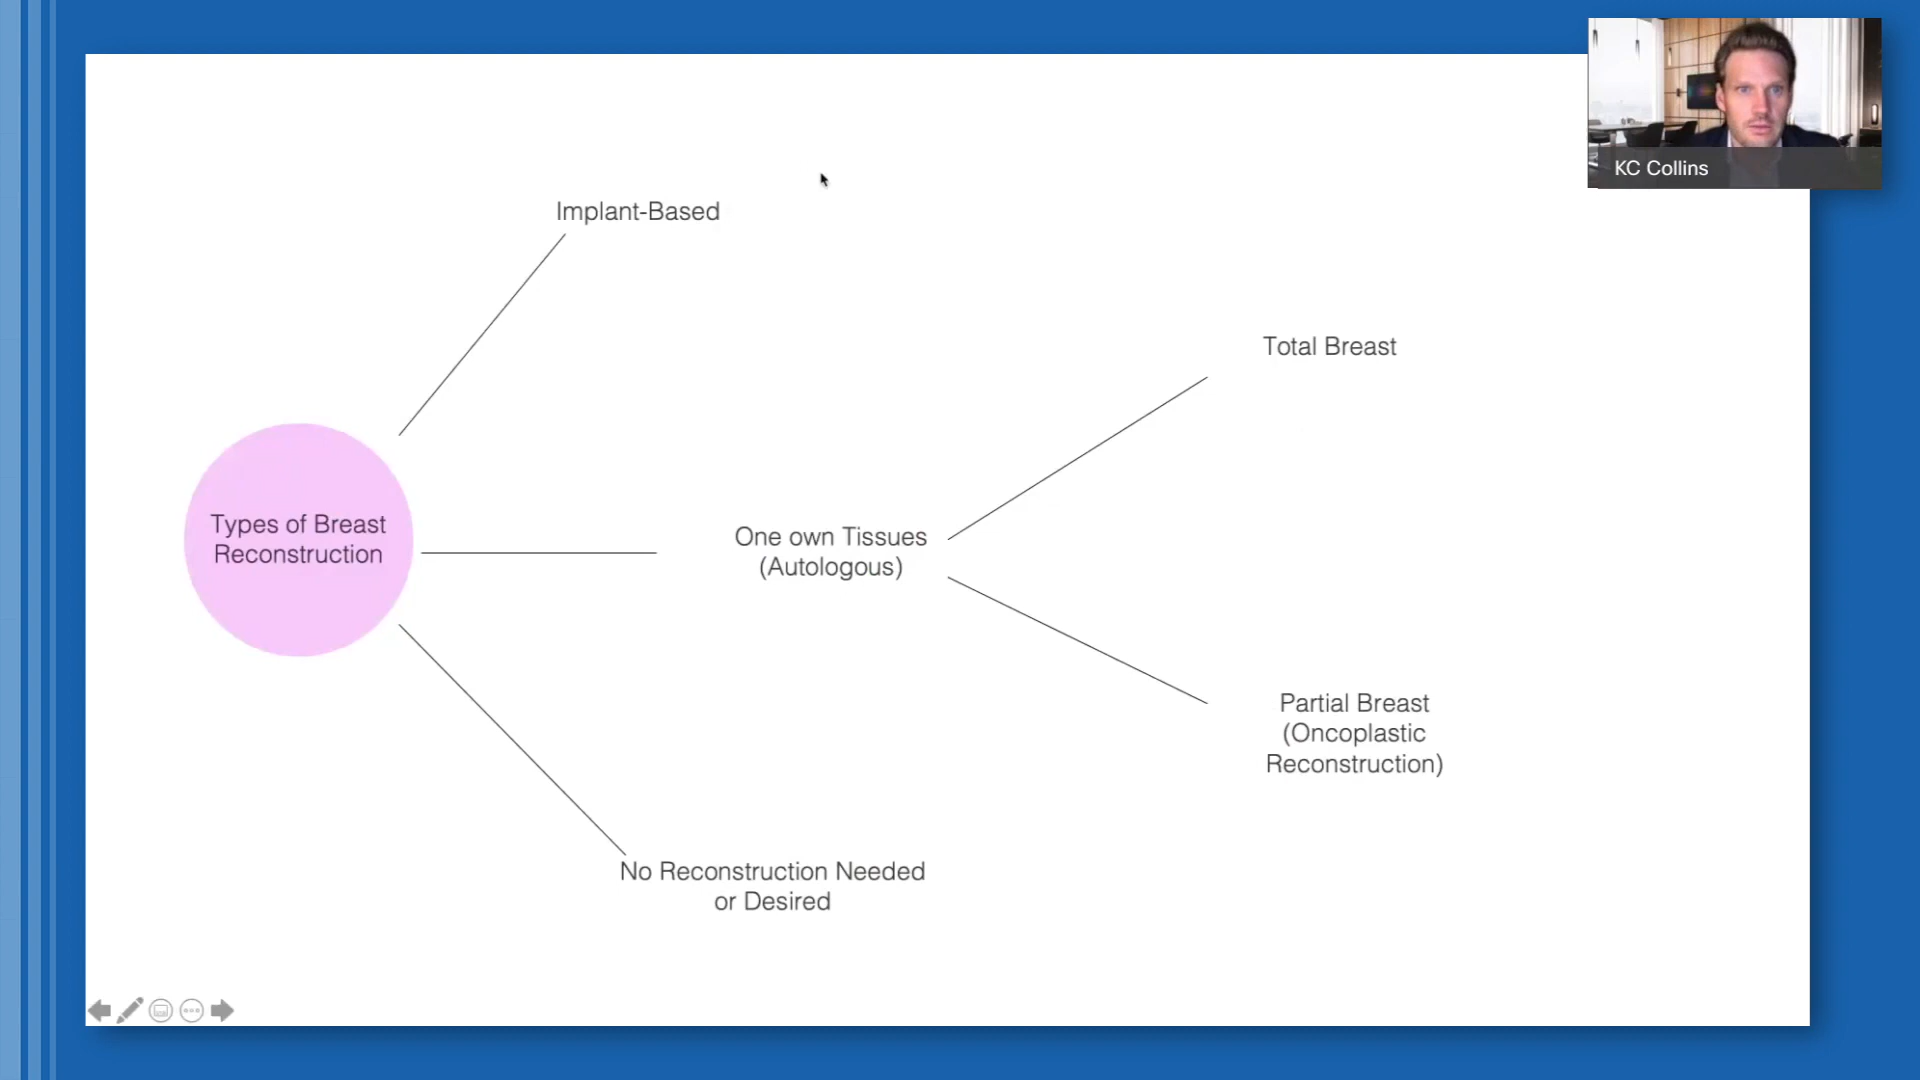 KC Collins
Implant-Based
Total Breast
Types of Breast
Reconstruction
One own Tissues
(Autologous)
Partial Breast
(Oncoplastic
Reconstruction)
No Reconstruction Needed
or Desired